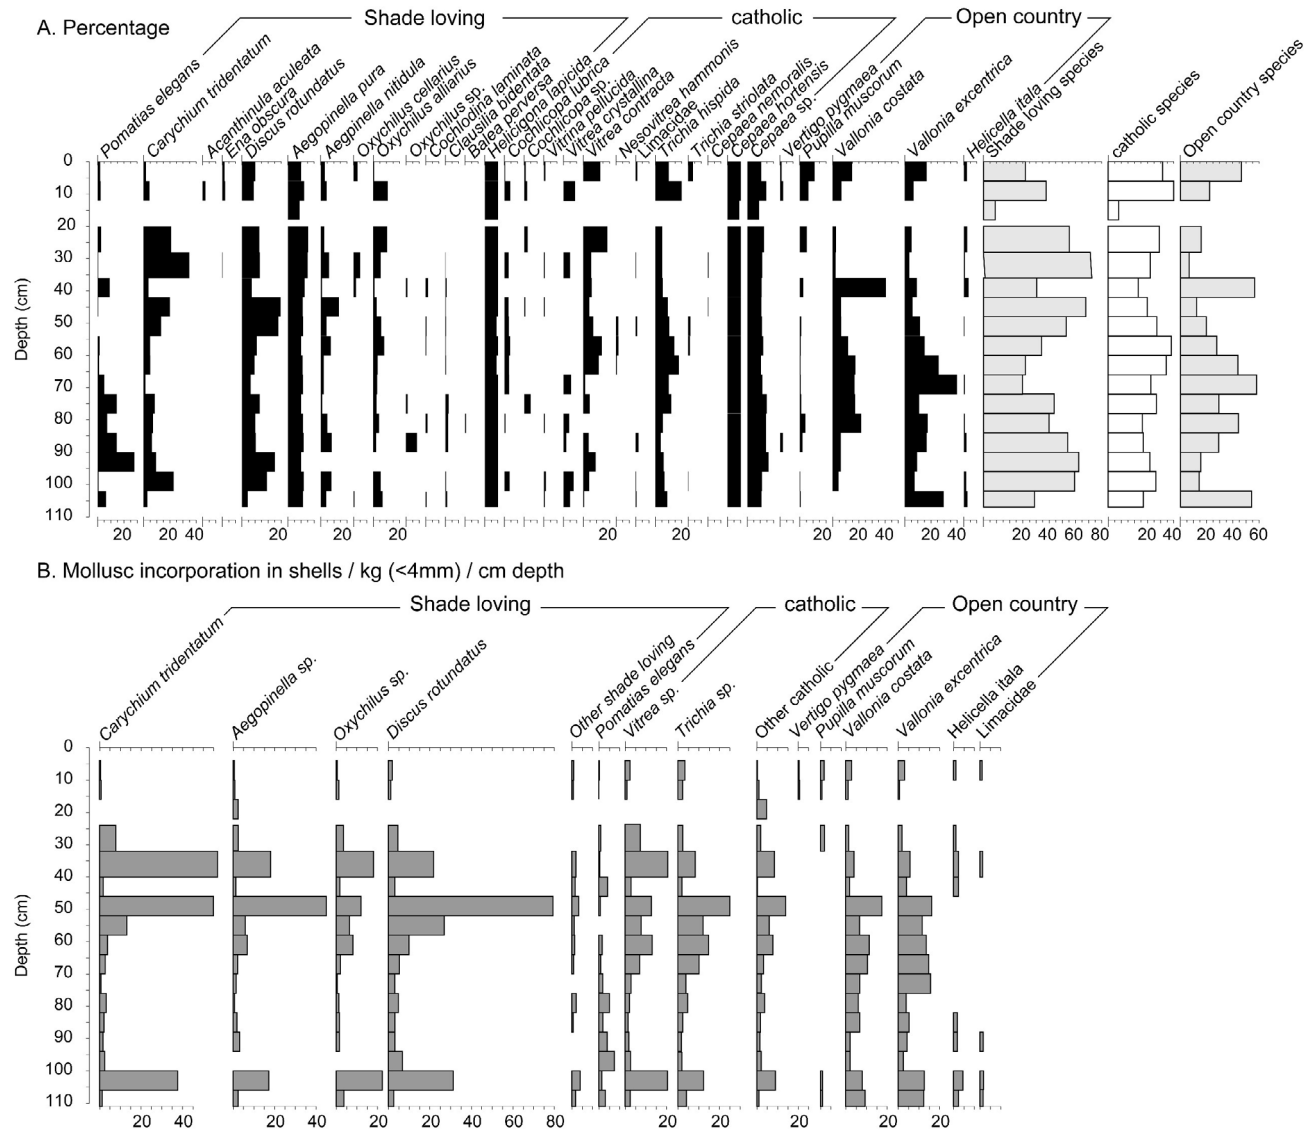 A. Percentage
Shade loving
catholic
Open country
Pomatias elegans
Carychium tridentatum
Acanthinula aculeata
Ena obscura
Discus rotundatus
Aegopinella pura
Aegpinella nitidula
Oxychilus cellarius
Oxychilus alliarius
Oxychilus sp.
Cochlodina laminata
Clausilia bidentata
Balea perversa
Helicigona lapicida
Cochlicopa lubrica
Cochlicopa sp.
Vitrina pellucida
Vitrea crystallina
Vitrea contracta
Nesovitrea hammonis
Limacidae
Trichia hispida
Trichia striolata
Cepaea nemoralis
Cepaea hortensis
Cepaea sp.
Vertigo pygmaea
Pupilla muscorum
Vallonia costata
Vallonia excentrica
Helicella itala
Shade loving species
catholic species
Open country species
Depth (cm)
0
10
20
30
40
50
60
70
80
90
100
110
20 20 40 20 20 20 20 20 20 20 40 20 40 20 40 60 80 20 40 20 40 60
B. Mollusc incorporation in shells / kg (<4mm) / cm depth
Shade loving
catholic
Open country
Carychium tridentatum
Aegopinella sp.
Oxychilus sp.
Discus rotundatus
Other shade loving
Pomatias elegans
Vitrea sp.
Trichia sp.
Other catholic
Vertigo pygmaea
Pupilla muscorum
Vallonia costata
Vallonia excentrica
Helicella itala
Limacidae
Depth (cm)
0
10
20
30
40
50
60
70
80
90
100
110
20 40 20 40 20 20 40 60 80 20 20 20 20 20